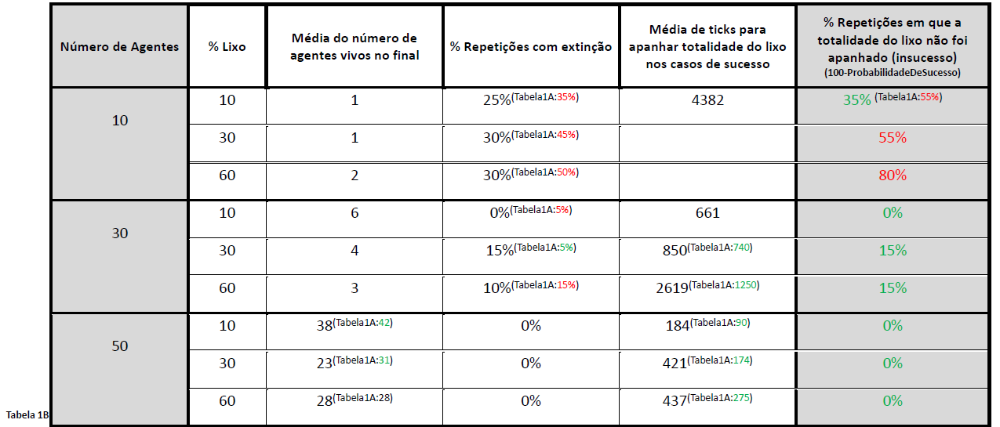 Número de Agentes
% Lixo
Média do número de
agentes vivos no final
% Repetições com extinção
Média de ticks para
apanhar totalidade do lixo
nos casos de sucesso
% Repetições em que a
totalidade do lixo não foi
apanhado (insucesso)
(100-ProbabilidadeDeSucesso)
10
10 1 25%(Tabela1A:35%) 4382 35% (Tabela1A:55%)
30 1 30%(Tabela1A:45%) 55%
60 2 30%(Tabela1A:50%) 80%
30
10 6 0%(Tabela1A:5%) 661 0%
30 4 15%(Tabela1A:5%) 850(Tabela1A:740) 15%
60 3 10%(Tabela1A:15%) 2619(Tabela1A:1250) 15%
50
10 38(Tabela1A:42) 0% 184(Tabela1A:90) 0%
30 23(Tabela1A:31) 0% 421(Tabela1A:174) 0%
60 28(Tabela1A:28) 0% 437(Tabela1A:275) 0%
Tabela 1B